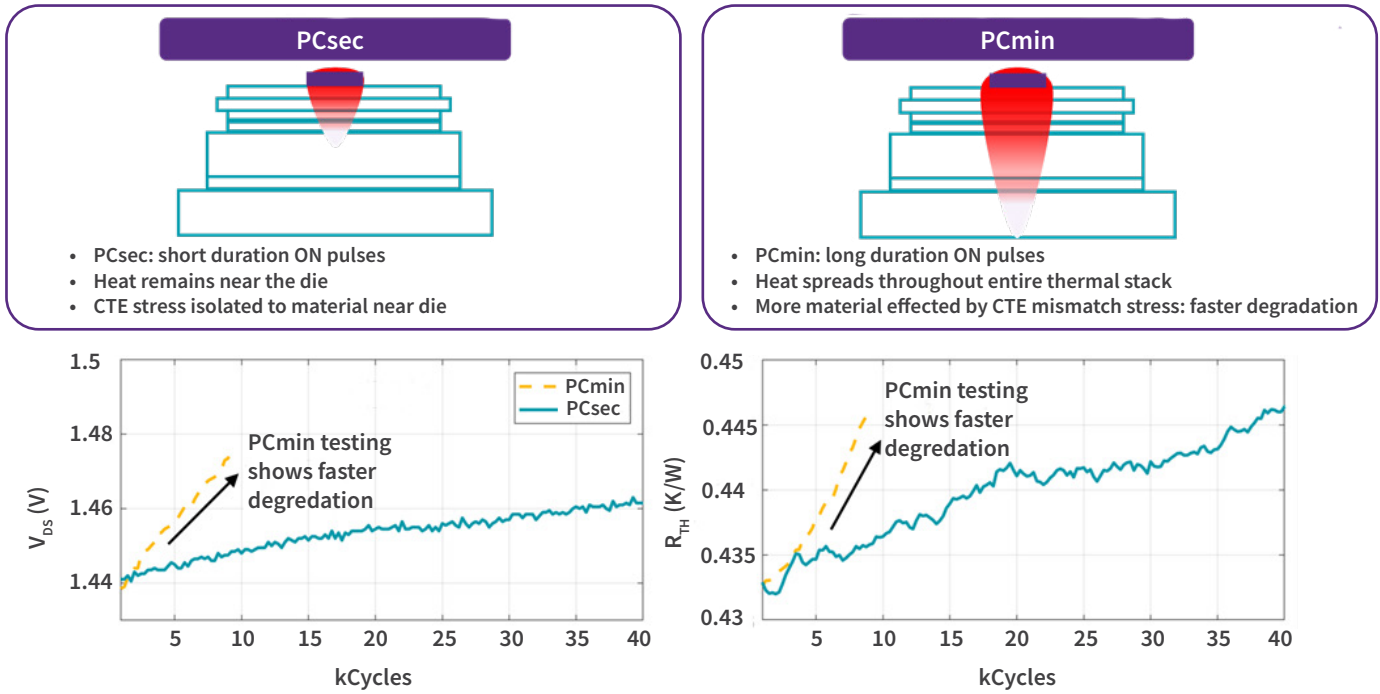 PCsec
• PCsec: short duration ON pulses
• Heat remains near the die
• CTE stress isolated to material near die
PCmin
• PCmin: long duration ON pulses
• Heat spreads throughout entire thermal stack
• More material effected by CTE mismatch stress: faster degradation
1.5
1.48
1.46
1.44
V_DS (V)
PCmin
PCsec
PCmin testing
shows faster
degredation
5 10 15 20 25 30 35 40
kCycles
0.45
0.445
0.44
0.435
0.43
R_TH (K/W)
PCmin testing
shows faster
degredation
5 10 15 20 25 30 35 40
kCycles